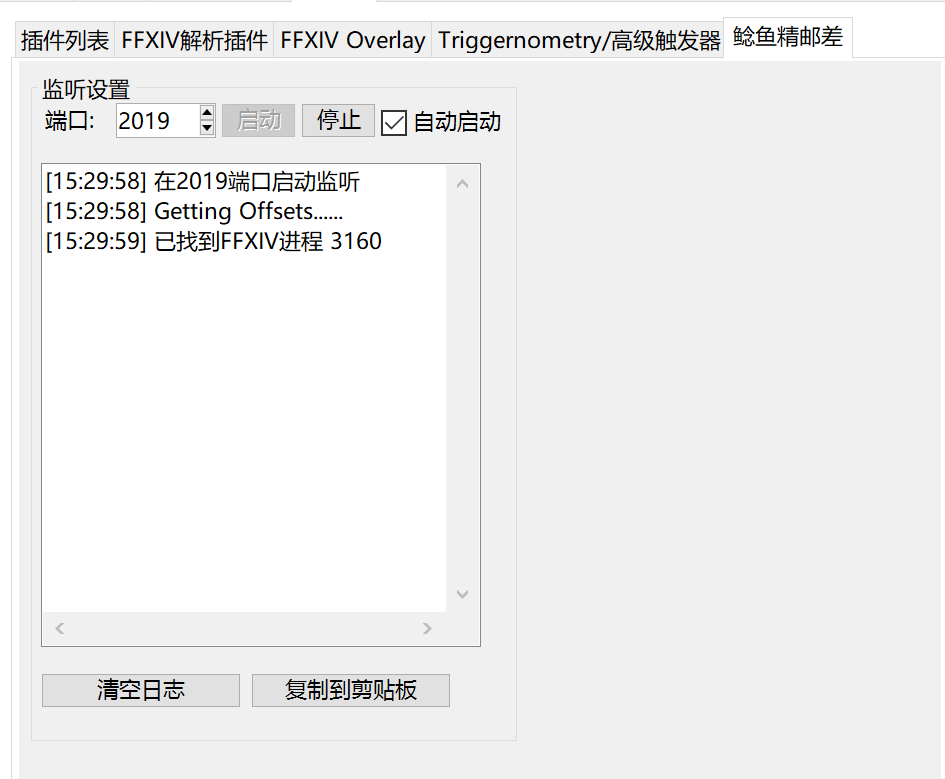 插件列表 FFXIV解析插件 FFXIV Overlay Triggernometry/高级触发器 鲶鱼精邮差
监听设置
端口: 2019 启动 停止 自动启动
[15:29:58] 在2019端口启动监听
[15:29:58] Getting Offsets......
[15:29:59] 已找到FFXIV进程 3160
清空日志 复制到剪贴板